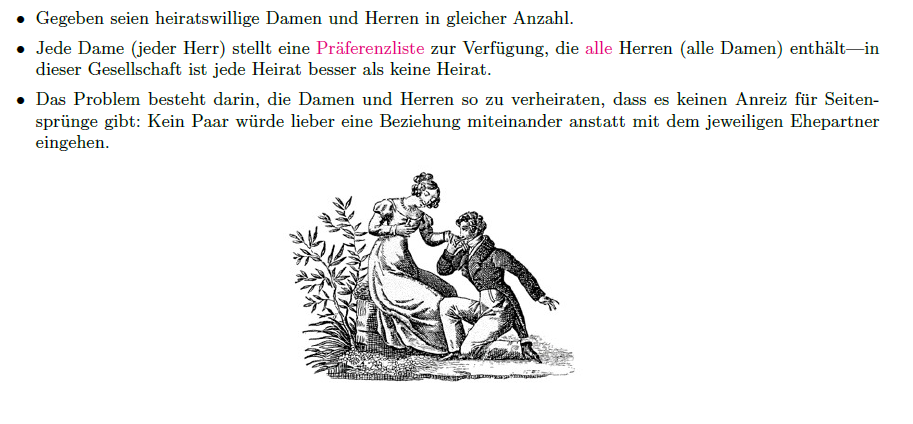 • Gegeben seien heiratswillige Damen und Herren in gleicher Anzahl.
• Jede Dame (jeder Herr) stellt eine Präferenzliste zur Verfügung, die alle Herren (alle Damen) enthält—in
dieser Gesellschaft ist jede Heirat besser als keine Heirat.
• Das Problem besteht darin, die Damen und Herren so zu verheiraten, dass es keinen Anreiz für Seiten-
sprünge gibt: Kein Paar würde lieber eine Beziehung miteinander anstatt mit dem jeweiligen Ehepartner
eingehen.